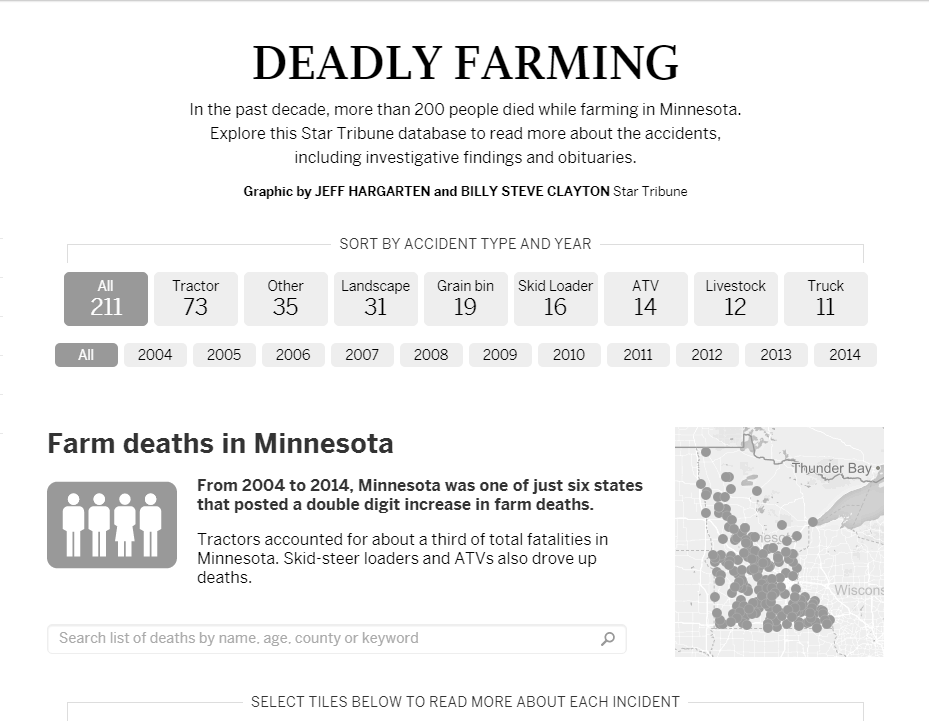 DEADLY FARMING
In the past decade, more than 200 people died while farming in Minnesota.
Explore this Star Tribune database to read more about the accidents,
including investigative findings and obituaries.
Graphic by JEFF HARGARTEN and BILLY STEVE CLAYTON Star Tribune
SORT BY ACCIDENT TYPE AND YEAR
All Tractor Other Landscape Grain bin Skid Loader ATV Livestock Truck
211 73 35 31 19 16 14 12 11
All 2004 2005 2006 2007 2008 2009 2010 2011 2012 2013 2014
Farm deaths in Minnesota
From 2004 to 2014, Minnesota was one of just six states
that posted a double digit increase in farm deaths.
Tractors accounted for about a third of total fatalities in
Minnesota. Skid-steer loaders and ATVs also drove up
deaths.
Search list of deaths by name, age, county or keyword
Thunder Bay
Wiscons
SELECT TILES BELOW TO READ MORE ABOUT EACH INCIDENT